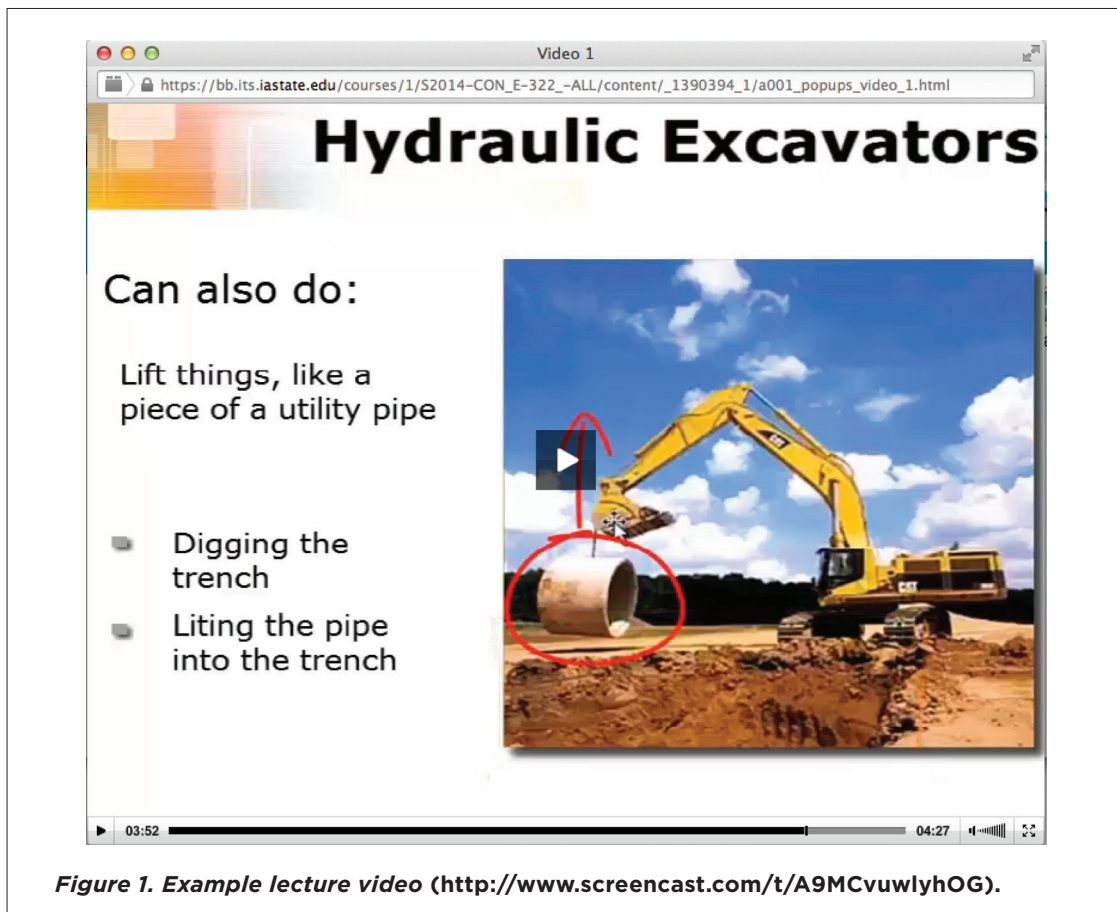 Video 1
https://bb.its.iastate.edu/courses/1/S2014-CON_E-322_-ALL/content/_1390394_1/a001_popups_video_1.html
Hydraulic Excavators
Can also do:
Lift things, like a
piece of a utility pipe
Digging the
trench
Liting the pipe
into the trench
CAT
CAT
03:52
04:27
Figure 1. Example lecture video (http://www.screencast.com/t/A9MCvuwlyhOG).